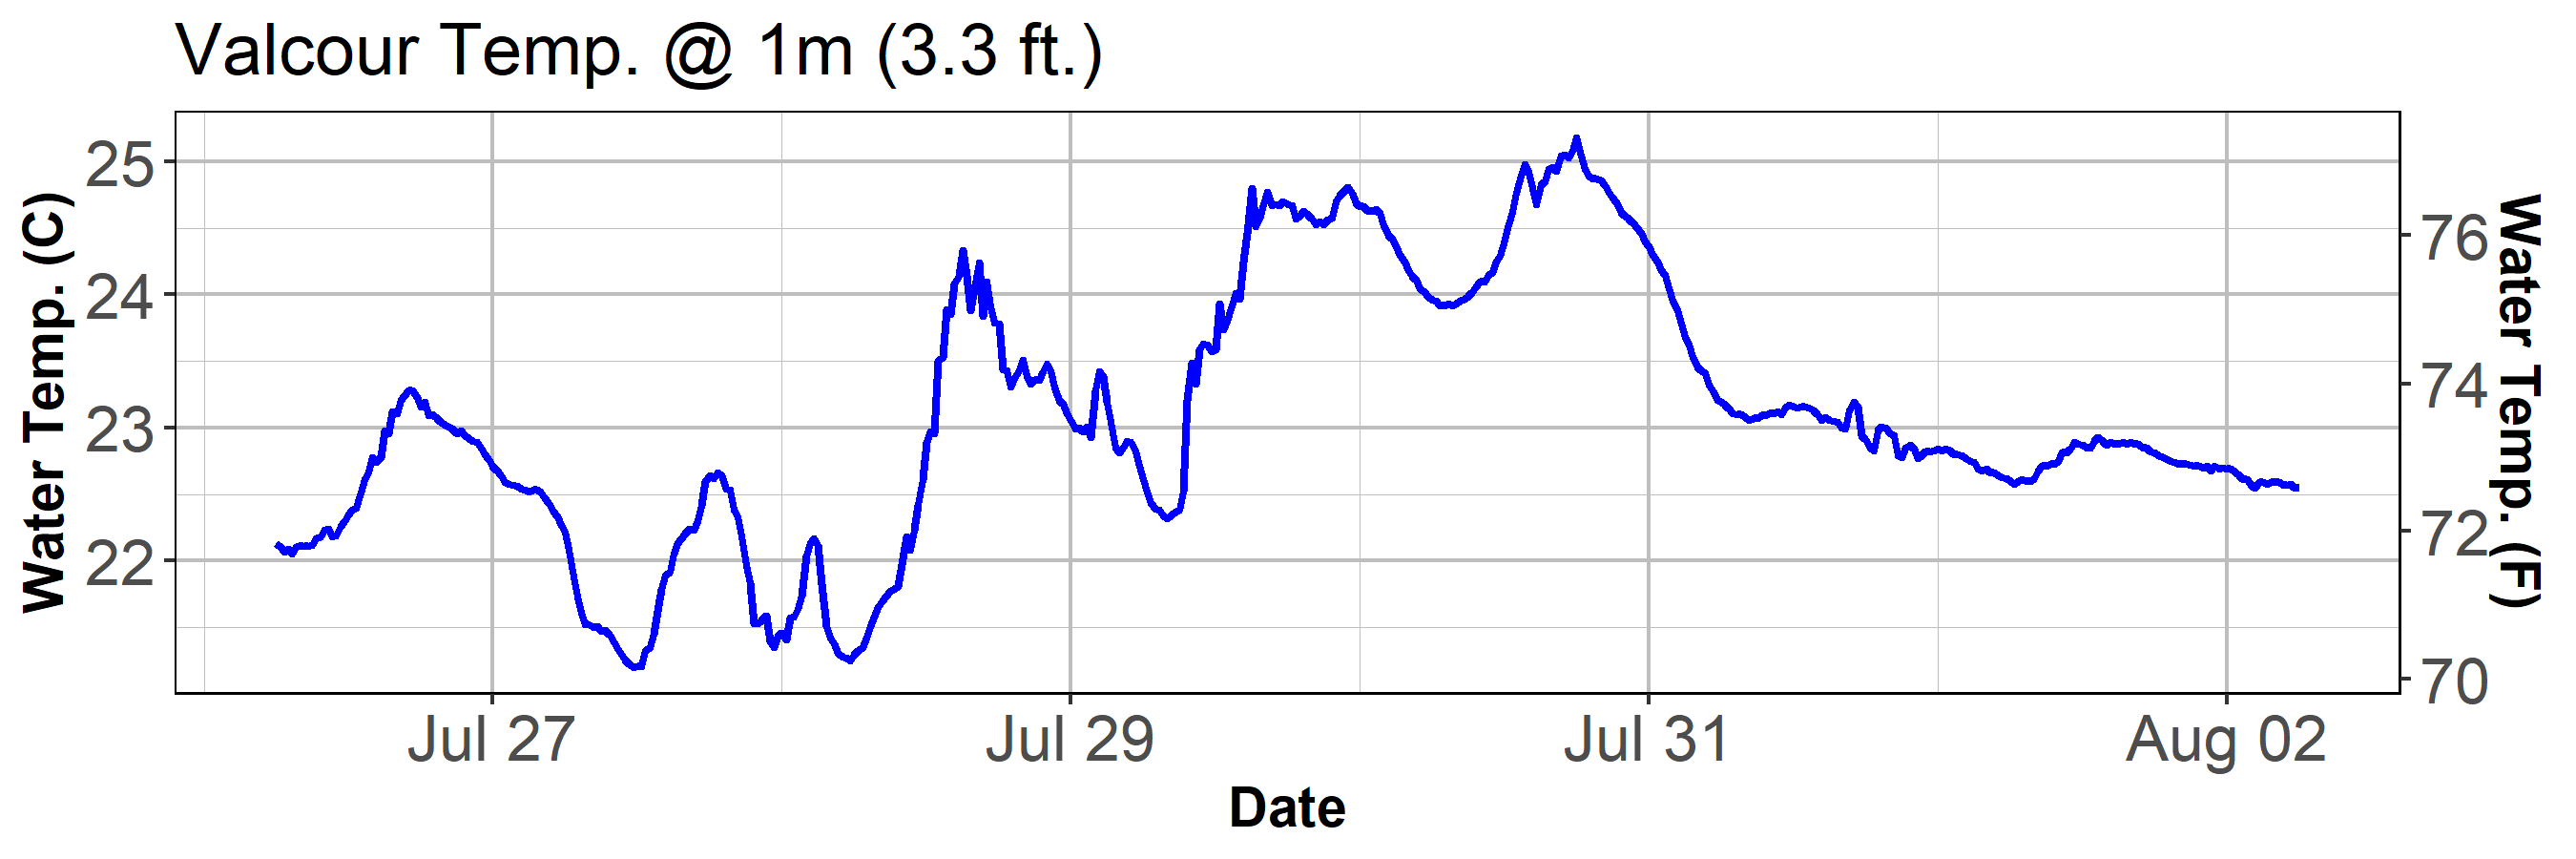 Valcour Temp. @ 1m (3.3 ft.)
Water Temp. (C)
25
24
23
22
76
74
72
70
Water Temp. (F)
Jul 27 Jul 29 Jul 31 Aug 02
Date